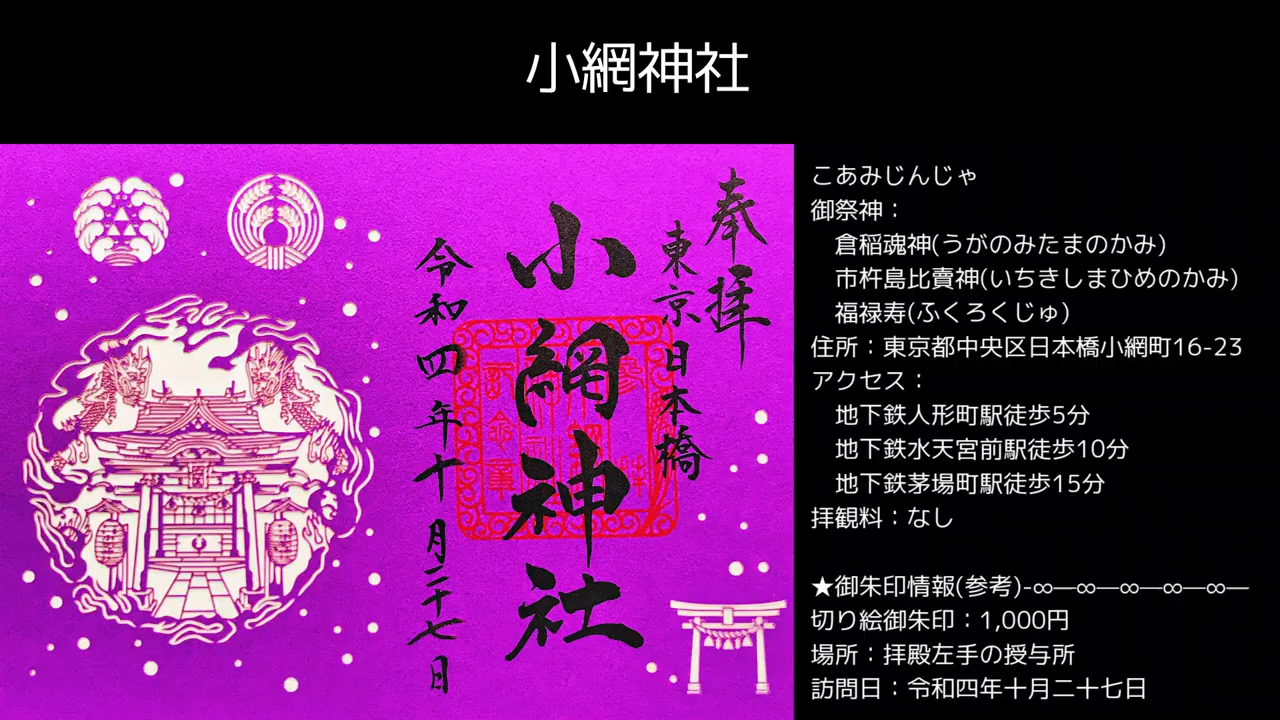 小網神社
奉拝
東京日本橋
小網神社
令和四年十月二十七日
こあみじんじゃ
御祭神：
倉稲魂神(うがのみたまのかみ)
市杵島比賣神(いちきしまひめのかみ)
福禄寿(ふくろくじゅ)
住所：東京都中央区日本橋小網町16-23
アクセス：
地下鉄人形町駅徒歩5分
地下鉄水天宮前駅徒歩10分
地下鉄茅場町駅徒歩15分
拝観料：なし
★御朱印情報(参考)-∞—∞—∞—∞—∞—
切り絵御朱印：1,000円
場所：拝殿左手の授与所
訪問日：令和四年十月二十七日